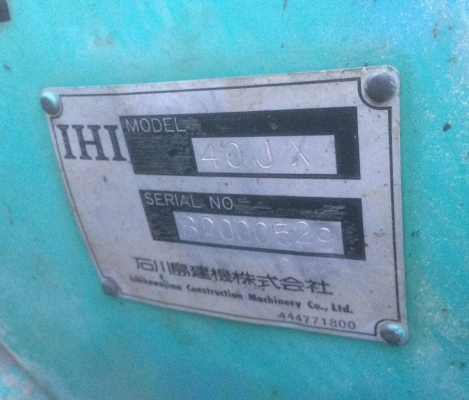 IHI
MODEL
40JX
SERIAL NO.
石川島建機株式会社
Ishikawajima Construction Machinery Co., Ltd.
444771800